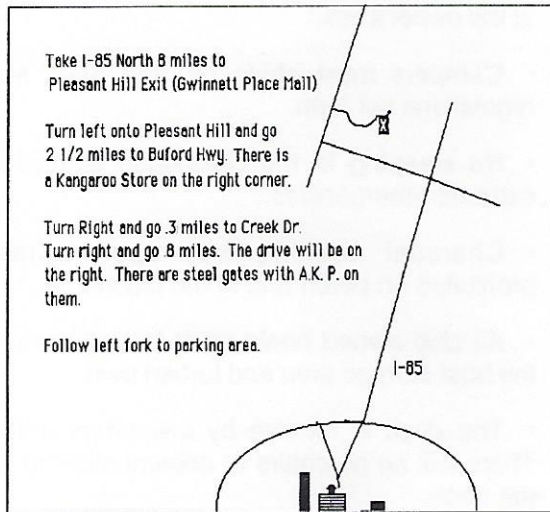 Take I-85 North 8 miles to
Pleasant Hill Exit (Gwinnett Place Mall)
Turn left onto Pleasant Hill and go
2 1/2 miles to Buford Hwy. There is
a Kangaroo Store on the right corner.
Turn Right and go .3 miles to Creek Dr.
Turn right and go .8 miles. The drive will be on
the right. There are steel gates with A.K. P. on
them.
Follow left fork to parking area.
I-85